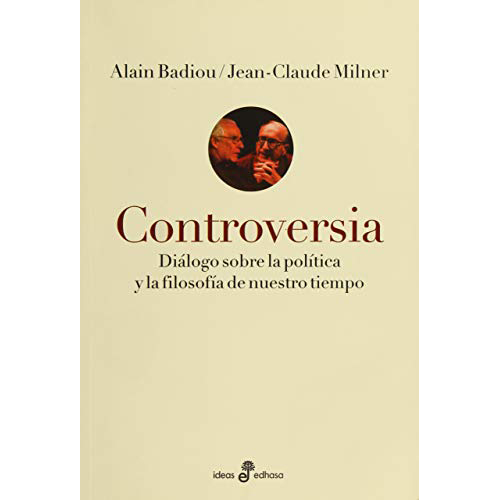 Alain Badiou / Jean-Claude Milner
Controversia
Diálogo sobre la política
y la filosofía de nuestro tiempo
ideas edhasa